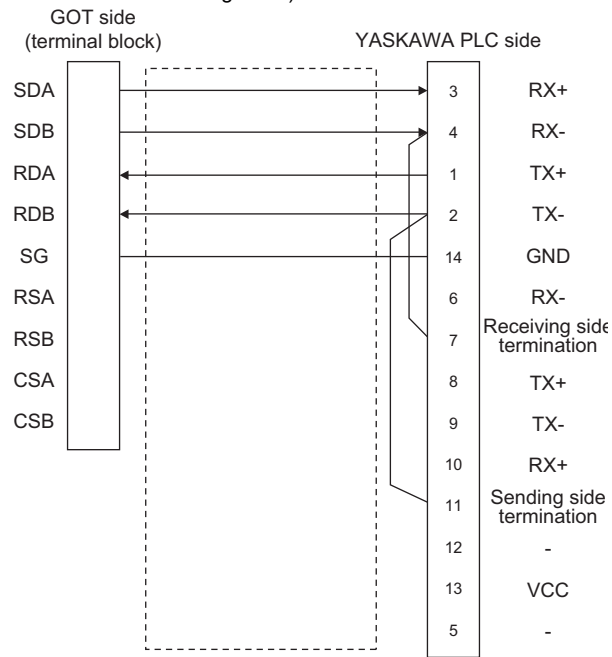 GOT side
(terminal block)
YASKAWA PLC side
SDA 3 RX+
SDB 4 RX-
RDA 1 TX+
RDB 2 TX-
SG 14 GND
RSA 6 RX-
RSB 7 Receiving side
termination
CSA 8 TX+
CSB 9 TX-
10 RX+
11 Sending side
termination
12 -
13 VCC
5 -